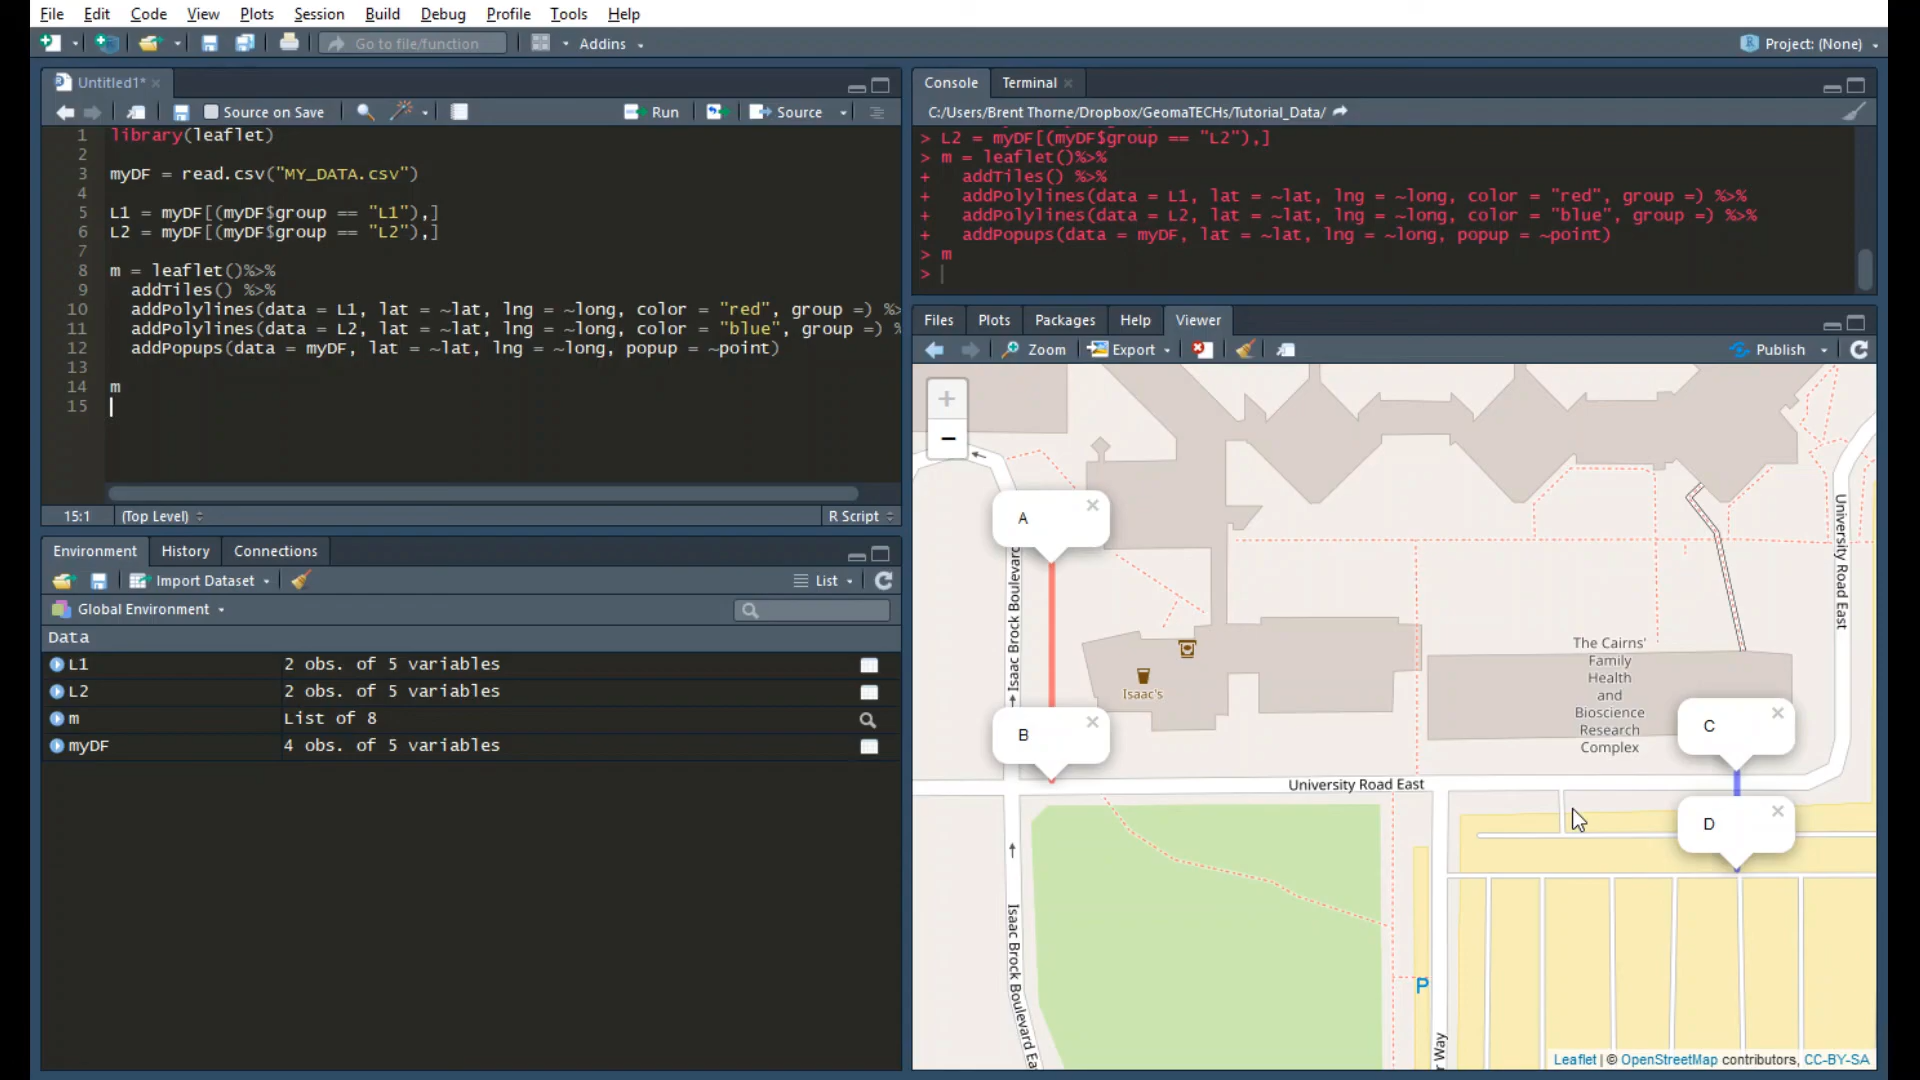 File Edit Code View Plots Session Build Debug Profile Tools Help
Go to file/function Addins Project: (None)
Untitled1*
Source on Save Run Source
1 library(leaflet)
2
3 myDF = read.csv("MY_DATA.csv")
4
5 L1 = myDF[(myDF$group == "L1"),]
6 L2 = myDF[(myDF$group == "L2"),]
7
8 m = leaflet()%>%
9 addTiles() %>%
10 addPolylines(data = L1, lat = ~lat, lng = ~long, color = "red", group =) %>
11 addPolylines(data = L2, lat = ~lat, lng = ~long, color = "blue", group =) %
12 addPopups(data = myDF, lat = ~lat, lng = ~long, popup = ~point)
13
14 m
15
15:1 (Top Level) R Script
Environment History Connections
Import Dataset List
Global Environment
Data
L1 2 obs. of 5 variables
L2 2 obs. of 5 variables
m List of 8
myDF 4 obs. of 5 variables
Console Terminal
C:/Users/Brent Thorne/Dropbox/GeomaTECHs/Tutorial_Data/
> L2 = myDF[(myDF$group == "L2"),]
> m = leaflet()%>%
+ addTiles() %>%
+ addPolylines(data = L1, lat = ~lat, lng = ~long, color = "red", group =) %>%
+ addPolylines(data = L2, lat = ~lat, lng = ~long, color = "blue", group =) %>%
+ addPopups(data = myDF, lat = ~lat, lng = ~long, popup = ~point)
> m
>
Files Plots Packages Help Viewer
Zoom Export Publish
+
−
A
B
C
D
Isaac Brock Boulevard
Isaac's
The Cairns'
Family
Health
and
Bioscience
Research
Complex
University Road East
University Road East
Isaac Brock Boulevard Ea
P
Way
Leaflet | © OpenStreetMap contributors, CC-BY-SA